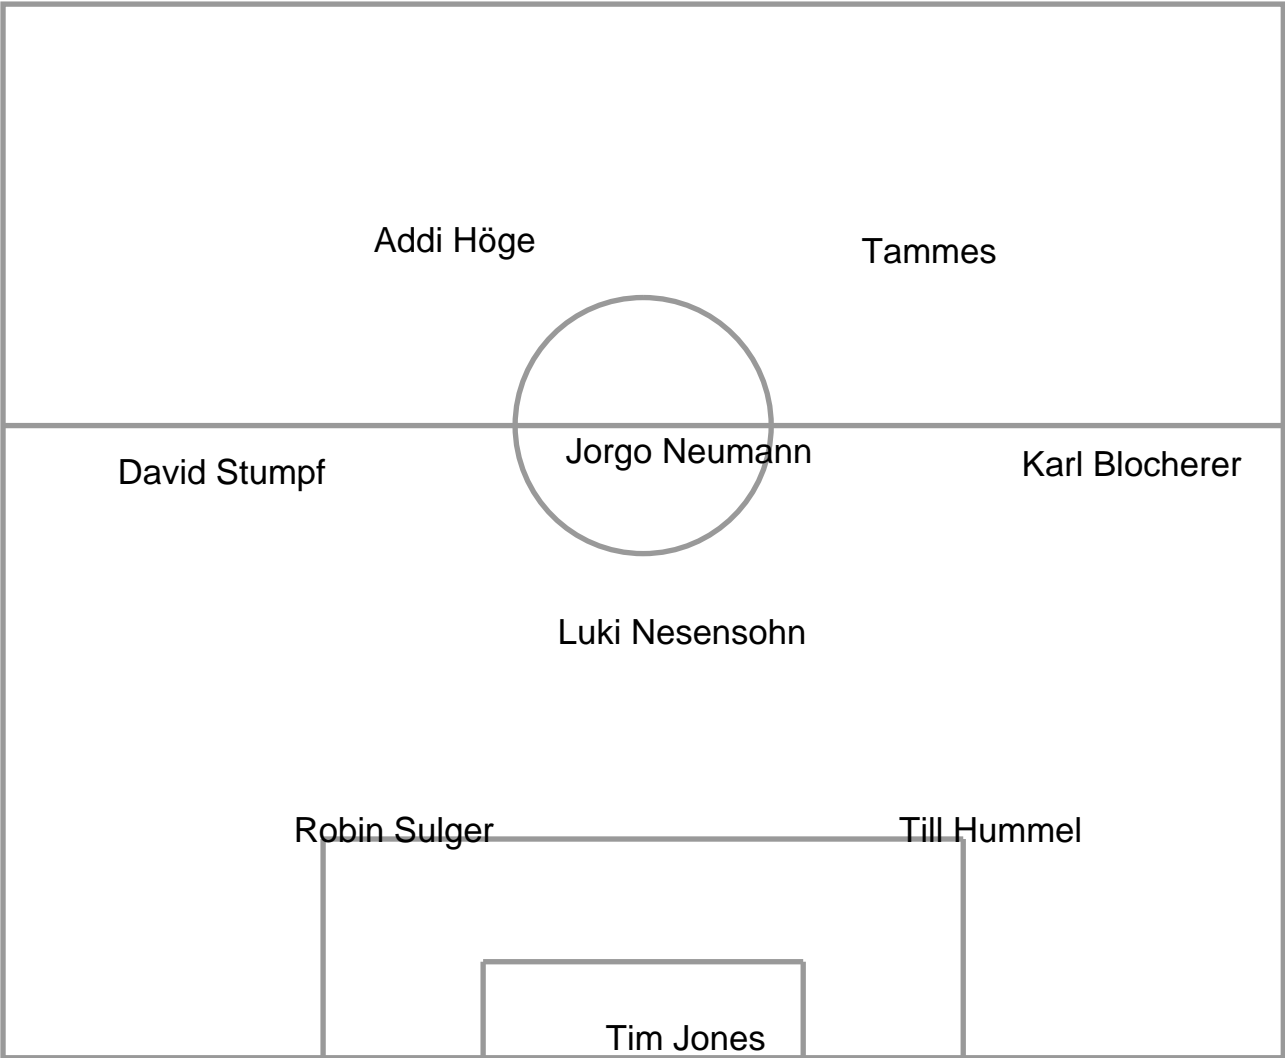 Addi Höge
Tammes
Jorgo Neumann
David Stumpf
Karl Blocherer
Luki Nesensohn
Robin Sulger
Till Hummel
Tim Jones